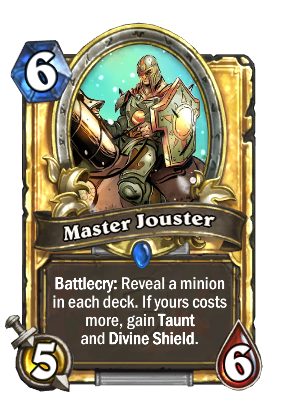 6
Master Jouster
Battlecry: Reveal a minion
in each deck. If yours costs
more, gain Taunt
and Divine Shield.
5
6